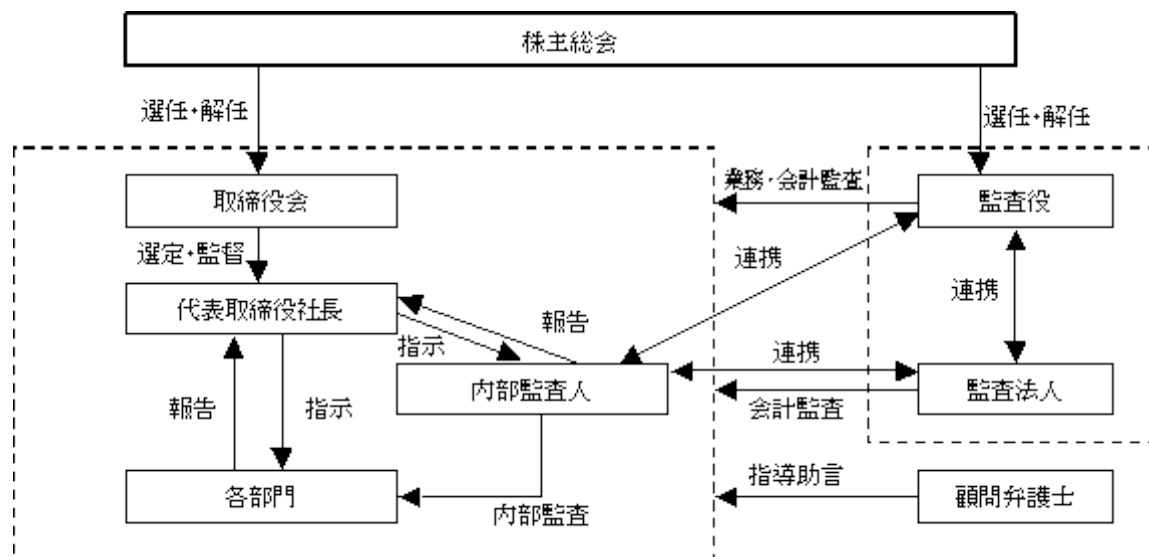 株主総会
選任・解任
選任・解任
取締役会
業務・会計監査
監査役
選定・監督
連携
代表取締役社長
連携
報告
指示
連携
内部監査人
監査法人
報告
指示
会計監査
指導助言
各部門
顧問弁護士
内部監査